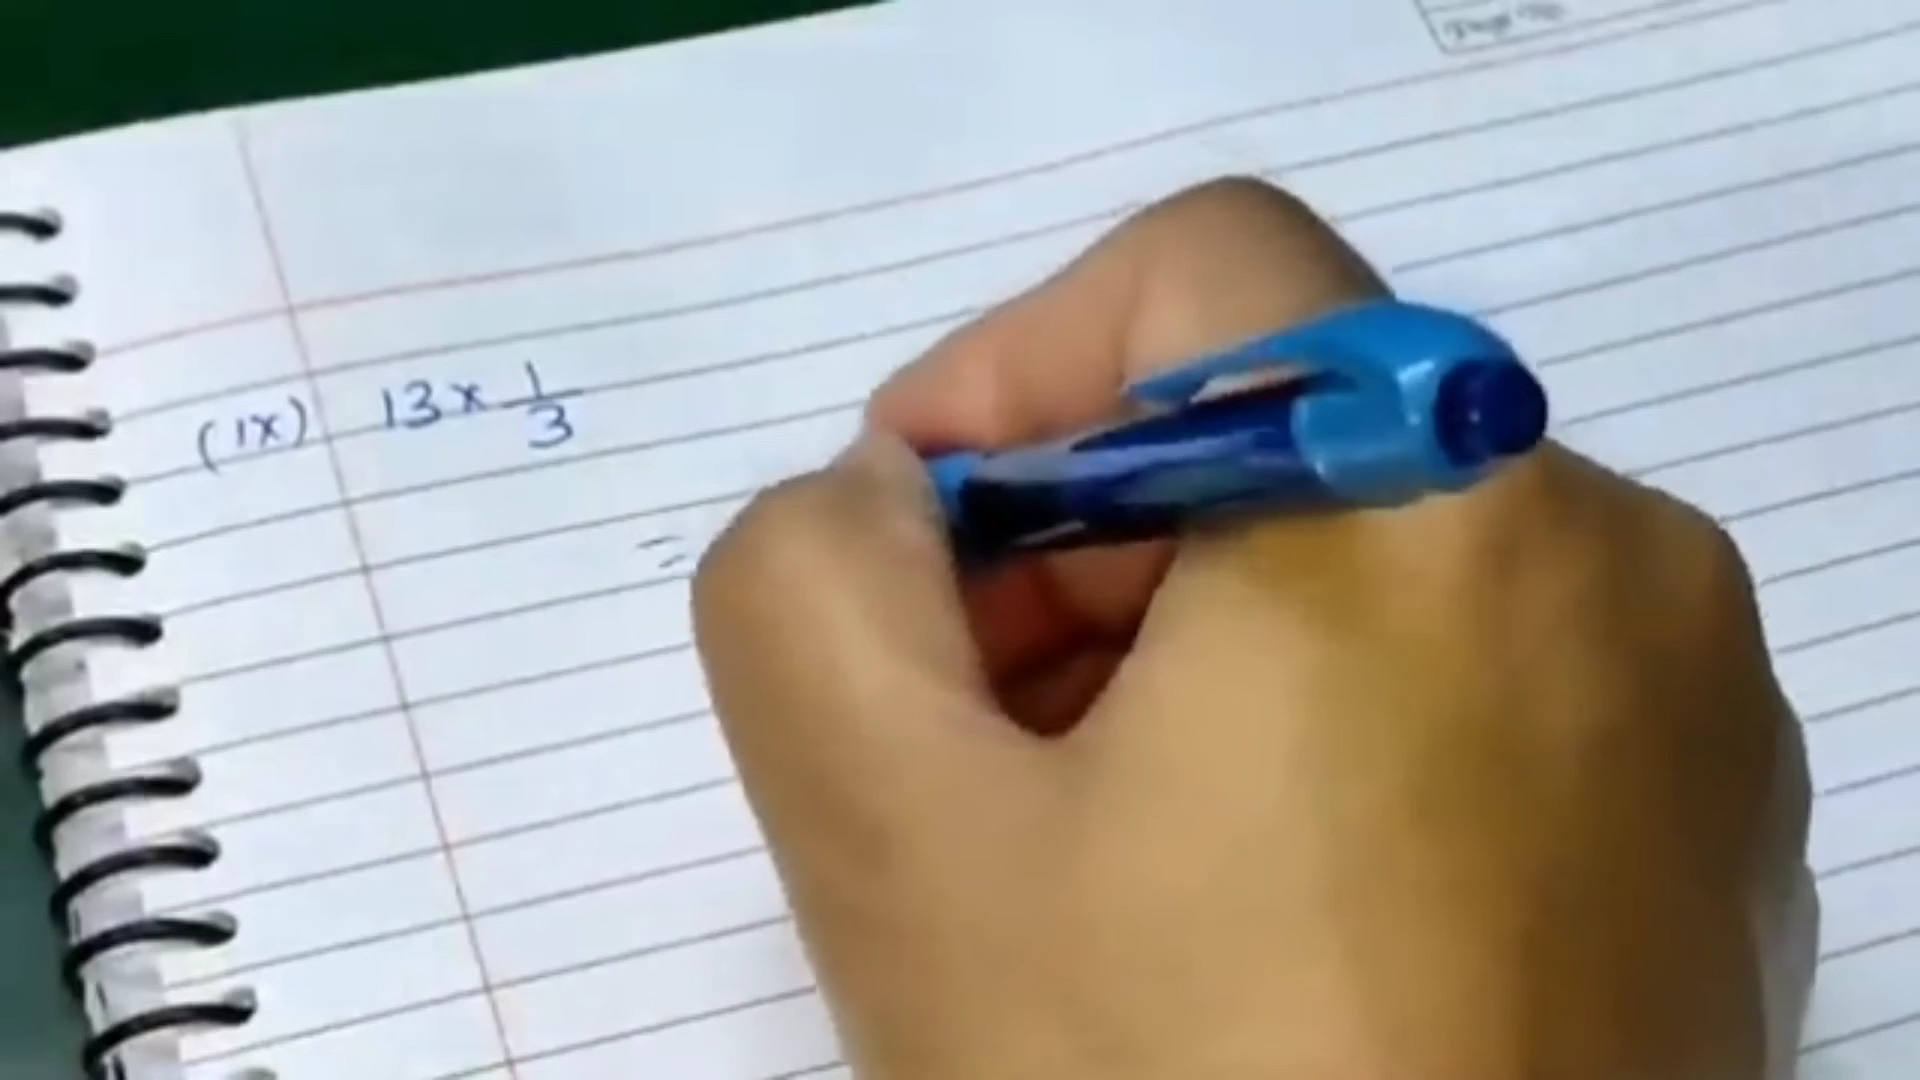 (ix) 13 × 1/3
=